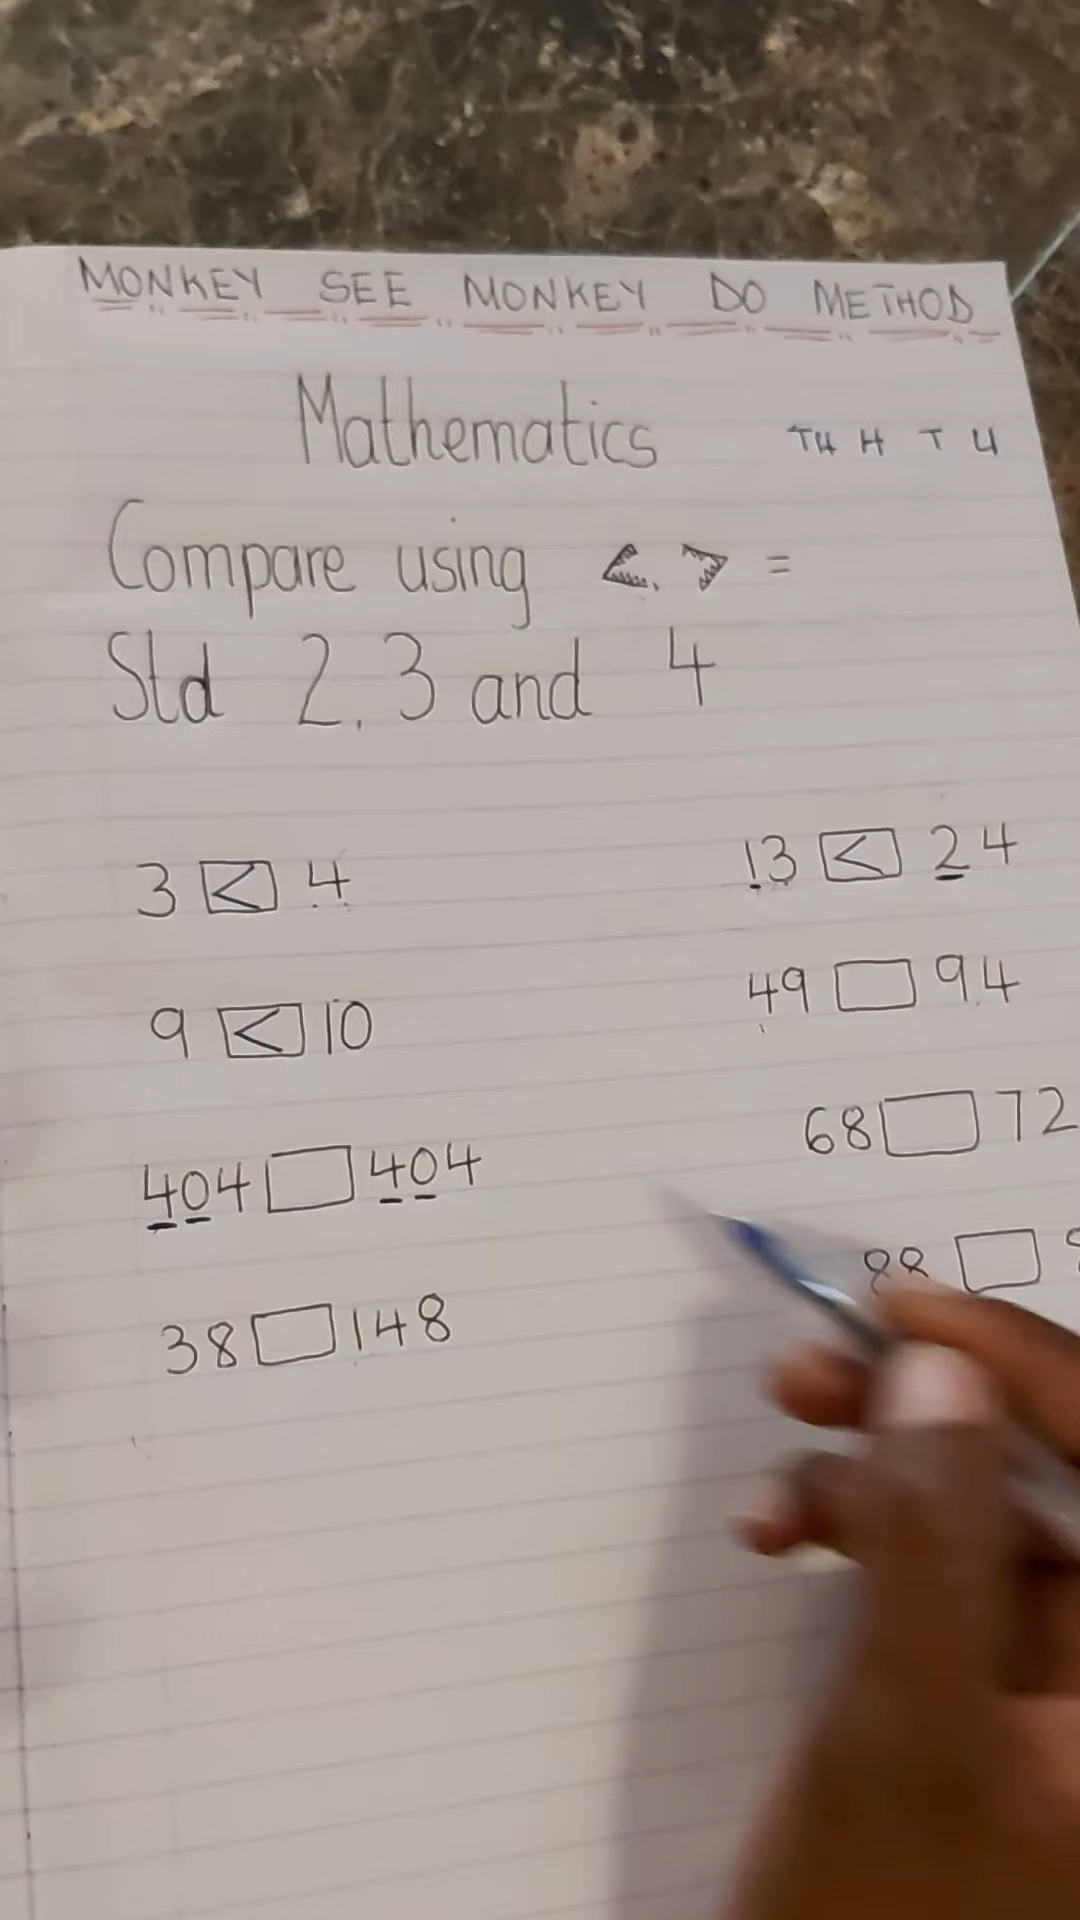 MONKEY SEE MONKEY DO METHOD
Mathematics
TH H T U
Compare using <, > =
Std 2, 3 and 4
3 < 4
13 < 24
9 < 10
49 94
404 404
68 72
38 148
88